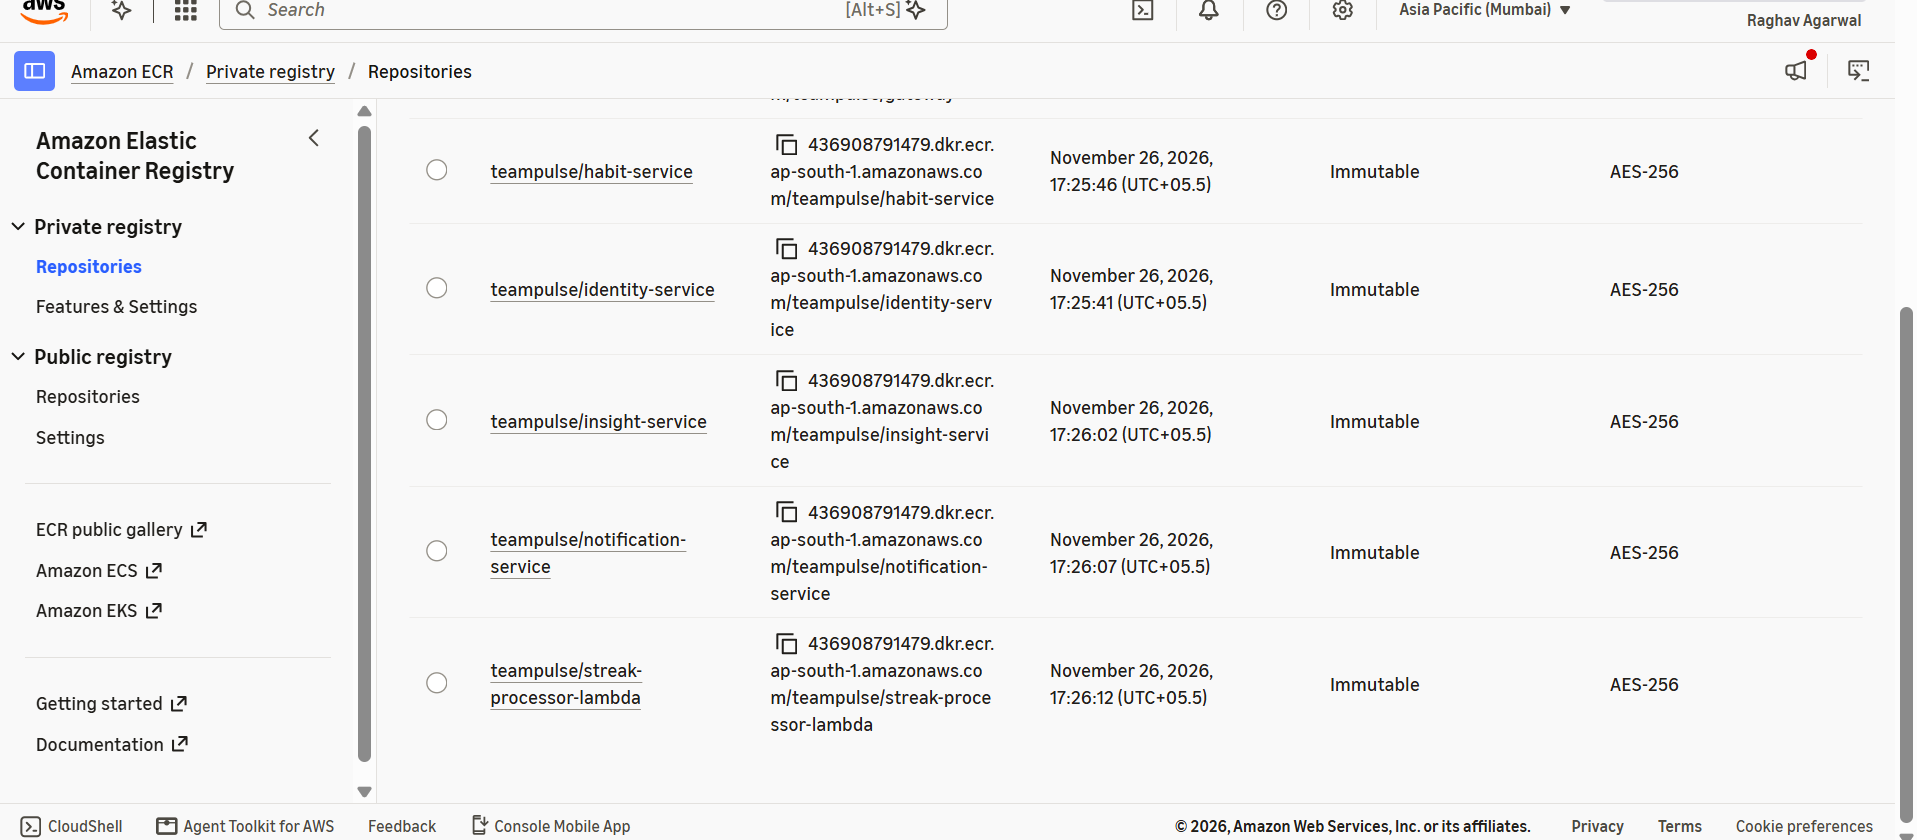 aws
Search
[Alt+S]
Asia Pacific (Mumbai)
Raghav Agarwal
Amazon ECR / Private registry / Repositories
Amazon Elastic
Container Registry
Private registry
Repositories
Features & Settings
Public registry
Repositories
Settings
ECR public gallery
Amazon ECS
Amazon EKS
Getting started
Documentation
m/teampulse/gateway
teampulse/habit-service
436908791479.dkr.ecr.
ap-south-1.amazonaws.co
m/teampulse/habit-service
November 26, 2026,
17:25:46 (UTC+05.5)
Immutable
AES-256
teampulse/identity-service
436908791479.dkr.ecr.
ap-south-1.amazonaws.co
m/teampulse/identity-serv
ice
November 26, 2026,
17:25:41 (UTC+05.5)
Immutable
AES-256
teampulse/insight-service
436908791479.dkr.ecr.
ap-south-1.amazonaws.co
m/teampulse/insight-servi
ce
November 26, 2026,
17:26:02 (UTC+05.5)
Immutable
AES-256
teampulse/notification-
service
436908791479.dkr.ecr.
ap-south-1.amazonaws.co
m/teampulse/notification-
service
November 26, 2026,
17:26:07 (UTC+05.5)
Immutable
AES-256
teampulse/streak-
processor-lambda
436908791479.dkr.ecr.
ap-south-1.amazonaws.co
m/teampulse/streak-proce
ssor-lambda
November 26, 2026,
17:26:12 (UTC+05.5)
Immutable
AES-256
CloudShell
Agent Toolkit for AWS
Feedback
Console Mobile App
© 2026, Amazon Web Services, Inc. or its affiliates.
Privacy
Terms
Cookie preferences